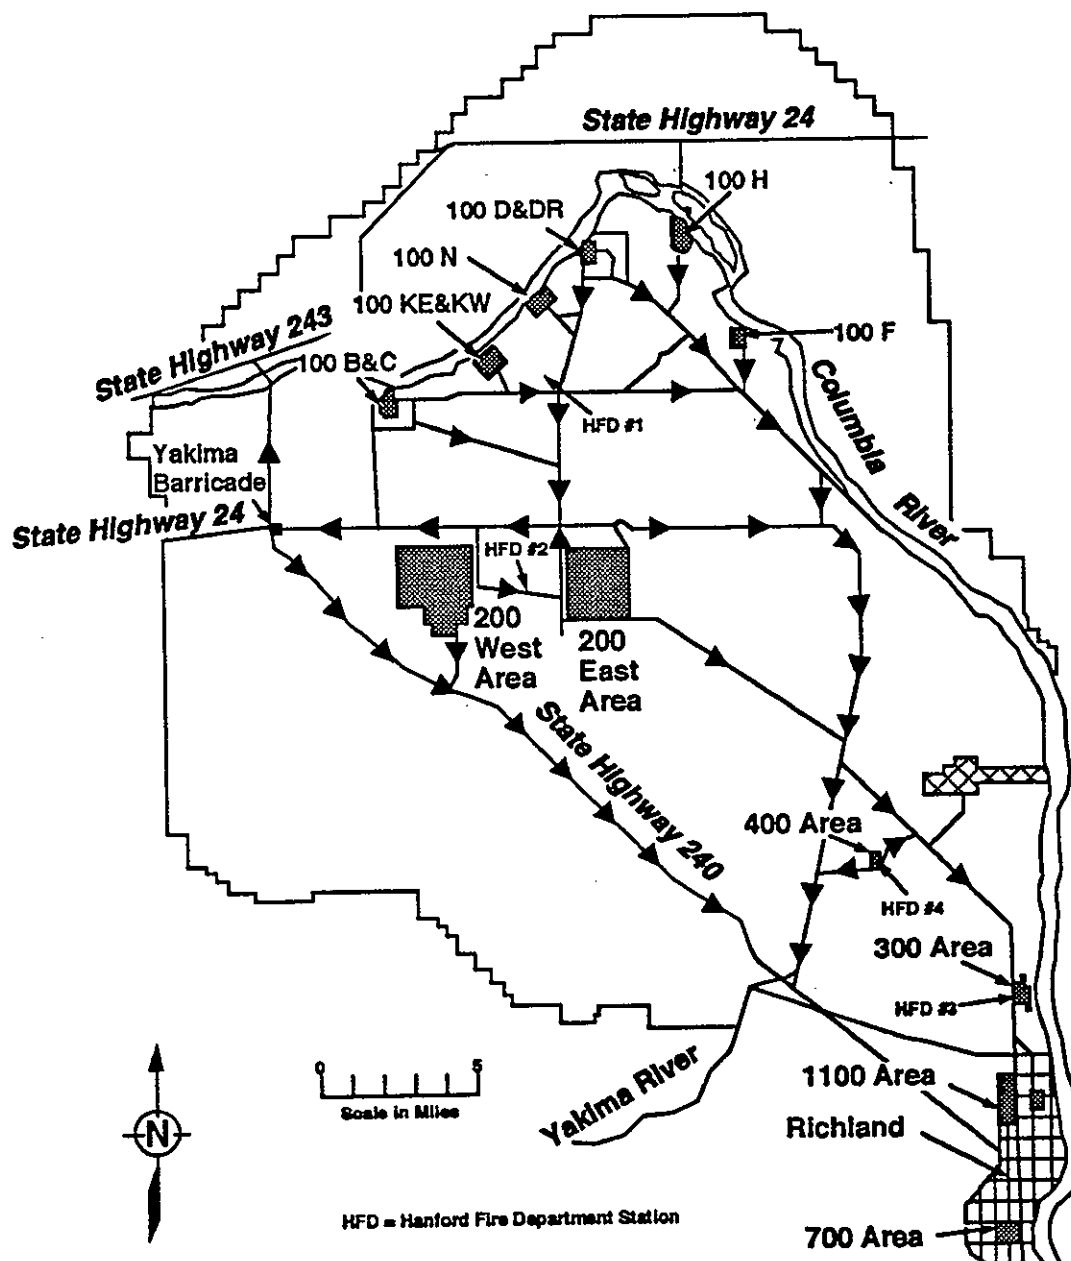 State Highway 24
100 H
100 D&DR
100 N
100 KE&KW
State Highway 243
100 F
100 B&C
HFD #1
Columbia
River
Yakima
Barricade
State Highway 24
HFD #2
200
West
Area
200
East
Area
State Highway 240
400 Area
HFD #4
300 Area
HFD #3
0
5
Scale in Miles
1100 Area
Yakima River
Richland
N
HFD = Hanford Fire Department Station
700 Area